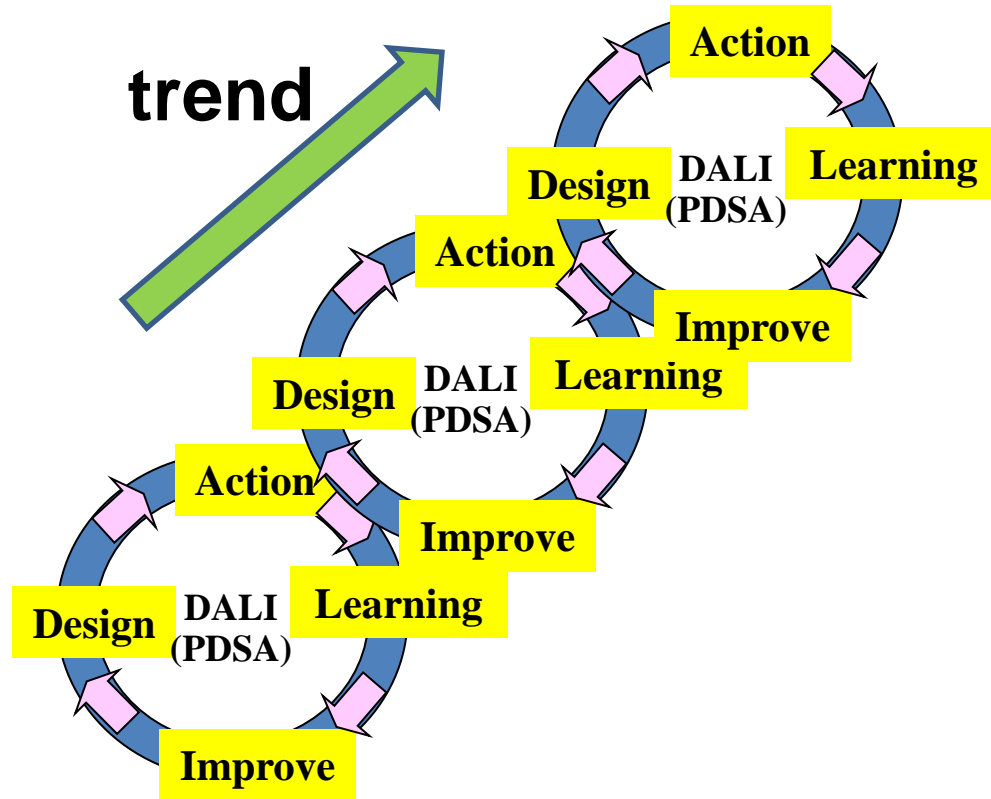 trend
Action
Design
DALI
(PDSA)
Learning
Improve
Action
Design
DALI
(PDSA)
Learning
Improve
Action
Design
DALI
(PDSA)
Learning
Improve